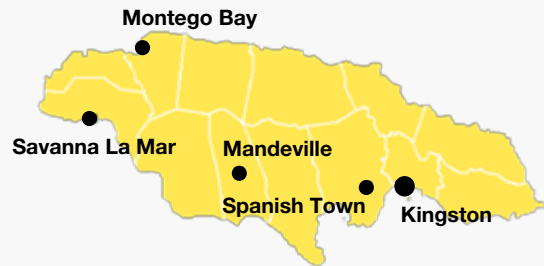 Montego Bay
Savanna La Mar
Mandeville
Spanish Town
Kingston